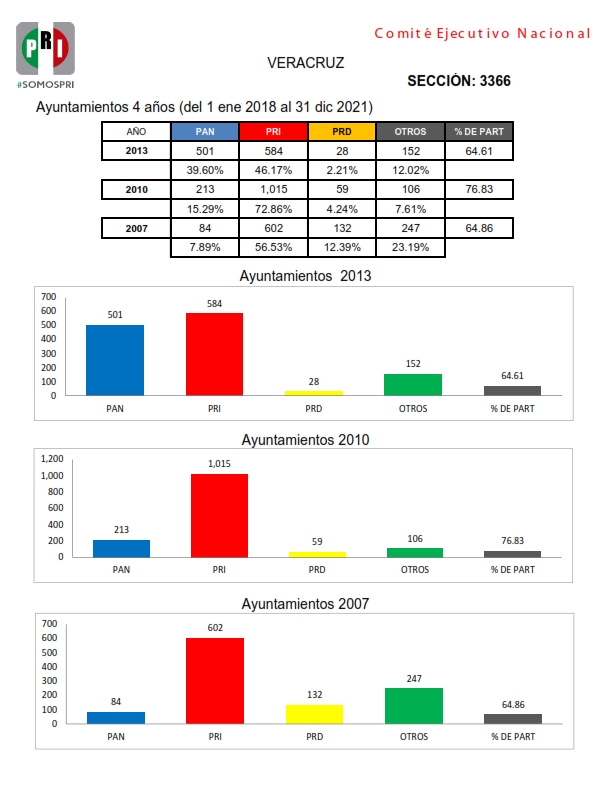 Comité Ejecutivo Nacional
PRI
#SOMOSPRI
VERACRUZ
SECCIÓN: 3366
Ayuntamientos 4 años (del 1 ene 2018 al 31 dic 2021)
AÑO PAN PRI PRD OTROS % DE PART
2013 501 584 28 152 64.61
39.60% 46.17% 2.21% 12.02%
2010 213 1,015 59 106 76.83
15.29% 72.86% 4.24% 7.61%
2007 84 602 132 247 64.86
7.89% 56.53% 12.39% 23.19%
Ayuntamientos 2013
700
600
500
400
300
200
100
0
501 584 28 152 64.61
PAN PRI PRD OTROS % DE PART
Ayuntamientos 2010
1,200
1,000
800
600
400
200
0
213 1,015 59 106 76.83
PAN PRI PRD OTROS % DE PART
Ayuntamientos 2007
700
600
500
400
300
200
100
0
84 602 132 247 64.86
PAN PRI PRD OTROS % DE PART